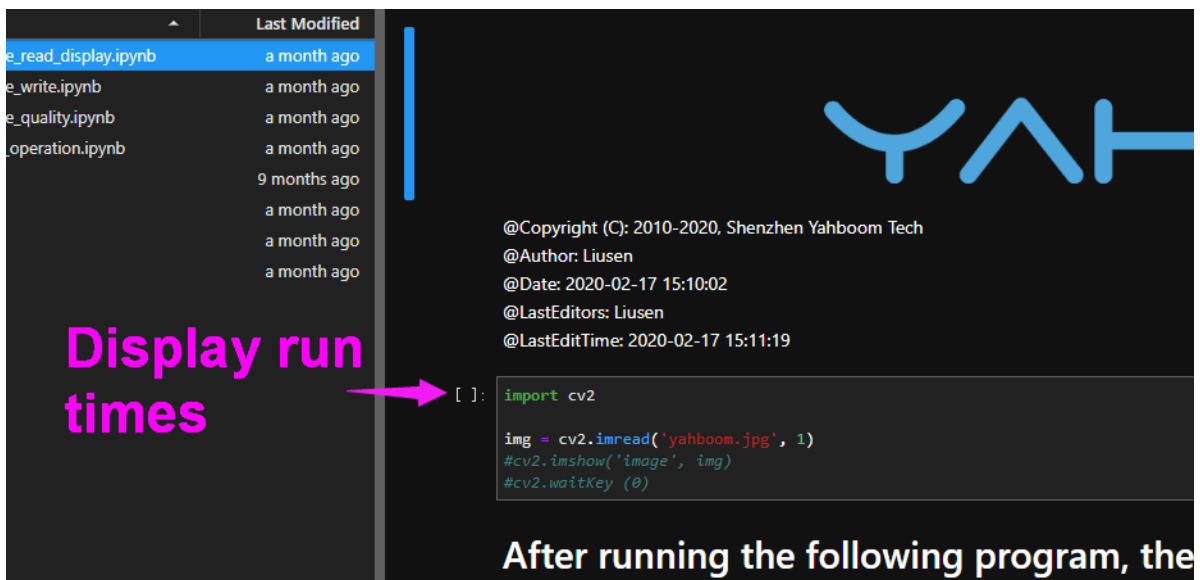 Last Modified
e_read_display.ipynb a month ago
e_write.ipynb a month ago
e_quality.ipynb a month ago
_operation.ipynb a month ago
9 months ago
a month ago
a month ago
a month ago
YAH
@Copyright (C): 2010-2020, Shenzhen Yahboom Tech
@Author: Liusen
@Date: 2020-02-17 15:10:02
@LastEditors: Liusen
@LastEditTime: 2020-02-17 15:11:19
Display run
times
[ ]:
import cv2
img = cv2.imread('yahboom.jpg', 1)
#cv2.imshow('image', img)
#cv2.waitKey (0)
After running the following program, the